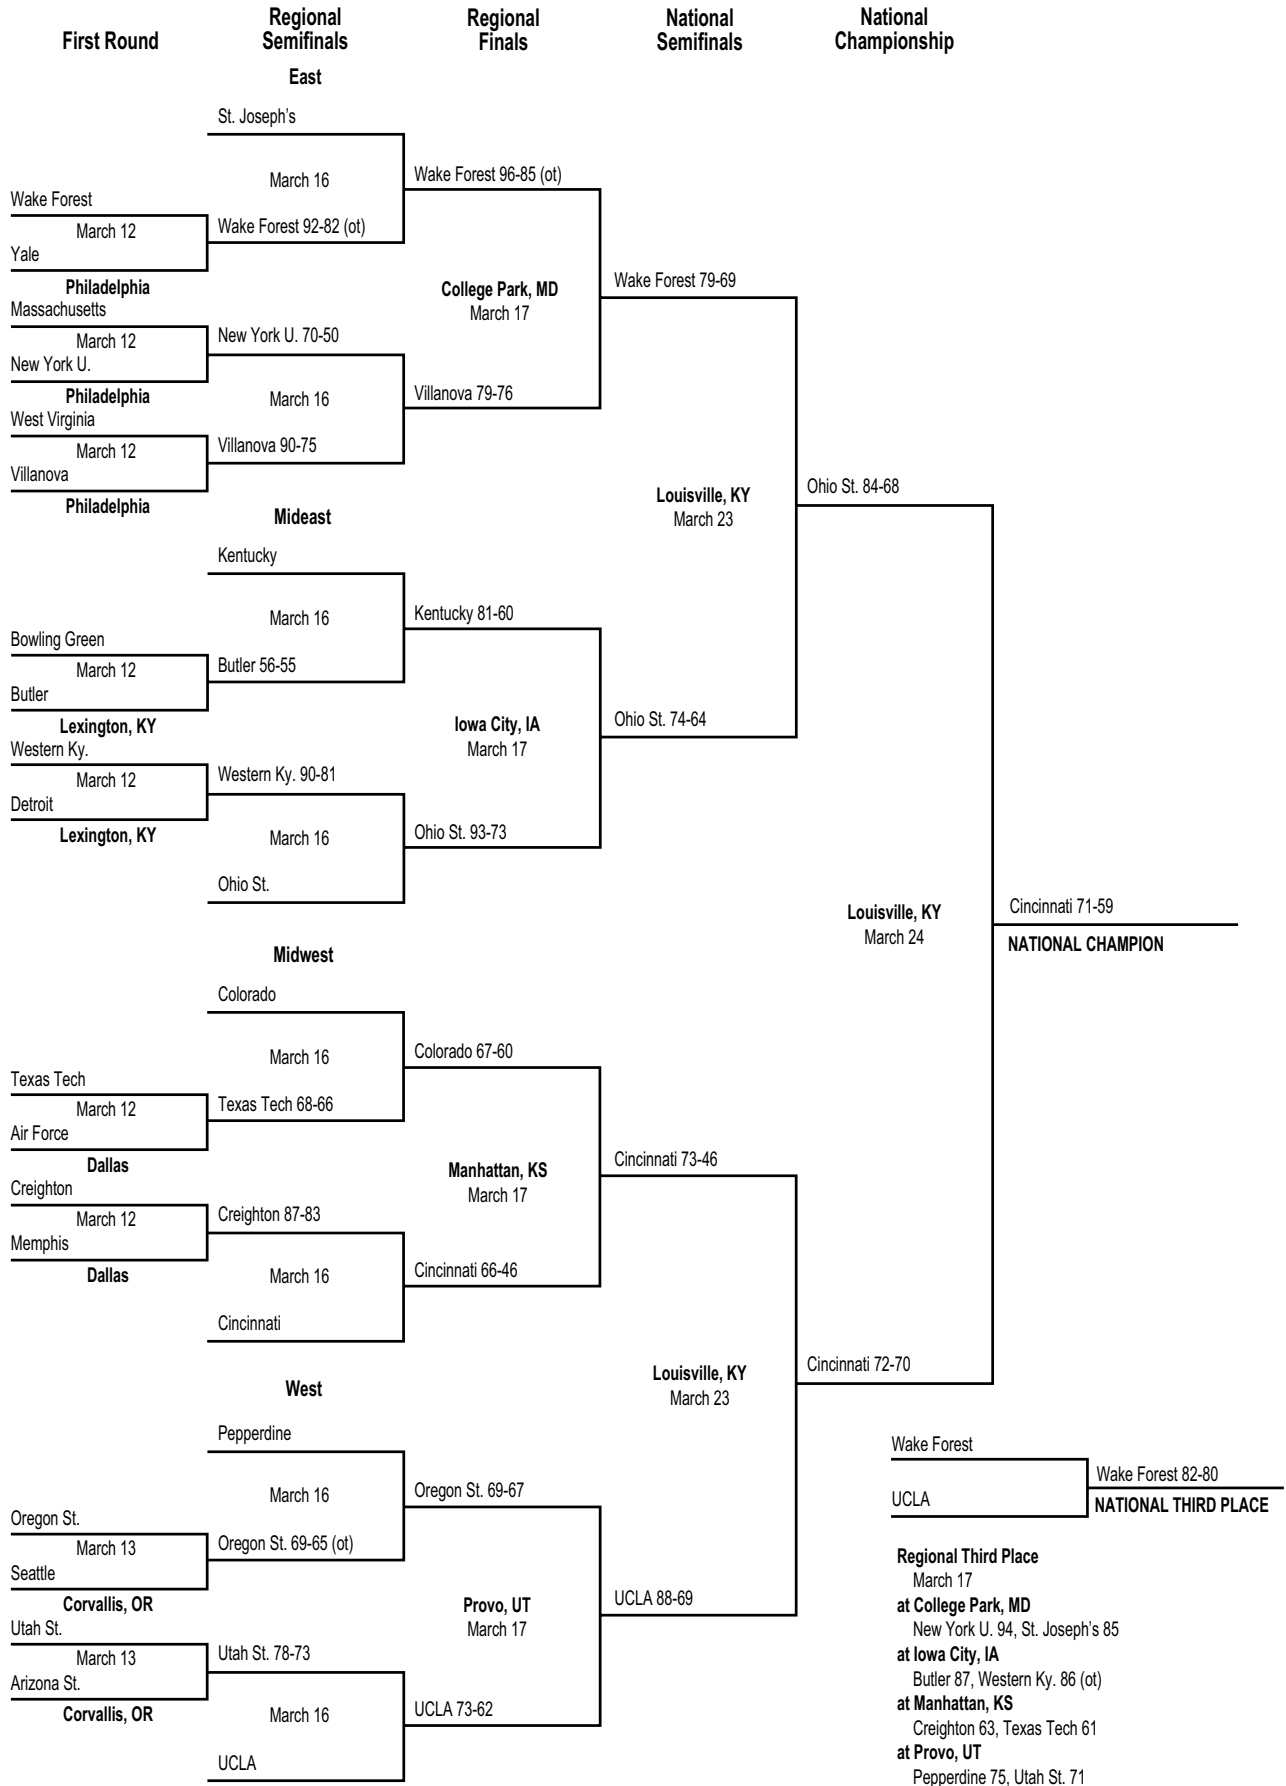 First Round
Regional
Semifinals
Regional
Finals
National
Semifinals
National
Championship
East
St. Joseph's
March 16
Wake Forest 96-85 (ot)
Wake Forest
March 12
Wake Forest 92-82 (ot)
Yale
Philadelphia
College Park, MD
March 17
Wake Forest 79-69
Massachusetts
March 12
New York U. 70-50
New York U.
Philadelphia
March 16
Villanova 79-76
West Virginia
March 12
Villanova 90-75
Villanova
Philadelphia
Louisville, KY
March 23
Ohio St. 84-68
Mideast
Kentucky
March 16
Kentucky 81-60
Bowling Green
March 12
Butler 56-55
Butler
Lexington, KY
Iowa City, IA
March 17
Ohio St. 74-64
Western Ky.
March 12
Western Ky. 90-81
Detroit
Lexington, KY
March 16
Ohio St. 93-73
Ohio St.
Louisville, KY
March 24
Cincinnati 71-59
NATIONAL CHAMPION
Midwest
Colorado
March 16
Colorado 67-60
Texas Tech
March 12
Texas Tech 68-66
Air Force
Dallas
Manhattan, KS
March 17
Cincinnati 73-46
Creighton
March 12
Creighton 87-83
Memphis
Dallas
March 16
Cincinnati 66-46
Cincinnati
Louisville, KY
March 23
Cincinnati 72-70
West
Pepperdine
March 16
Oregon St. 69-67
Oregon St.
March 13
Oregon St. 69-65 (ot)
Seattle
Corvallis, OR
Provo, UT
March 17
UCLA 88-69
Utah St.
March 13
Utah St. 78-73
Arizona St.
Corvallis, OR
March 16
UCLA 73-62
UCLA
Wake Forest
Wake Forest 82-80
UCLA
NATIONAL THIRD PLACE
Regional Third Place
March 17
at College Park, MD
New York U. 94, St. Joseph's 85
at Iowa City, IA
Butler 87, Western Ky. 86 (ot)
at Manhattan, KS
Creighton 63, Texas Tech 61
at Provo, UT
Pepperdine 75, Utah St. 71